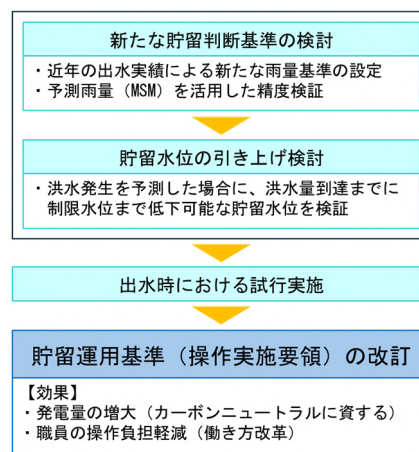 新たな貯留判断基準の検討
・近年の出水実績による新たな雨量基準の設定
・予測雨量（MSM）を活用した精度検証
貯留水位の引き上げ検討
・洪水発生を予測した場合に、洪水量到達までに
制限水位まで低下可能な貯留水位を検証
出水時における試行実施
貯留運用基準（操作実施要領）の改訂
【効果】
・発電量の増大（カーボンニュートラルに資する）
・職員の操作負担軽減（働き方改革）